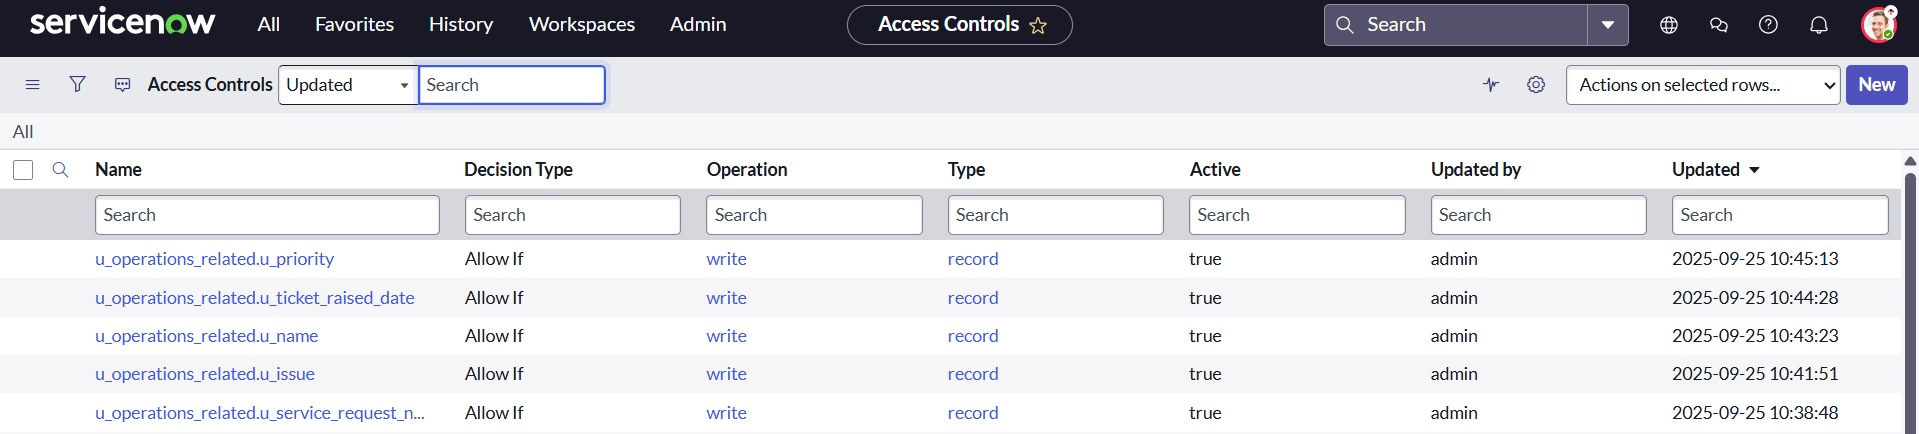 servicenow All Favorites History Workspaces Admin Access Controls Search
Access Controls Updated Search Actions on selected rows... New
All
Name Decision Type Operation Type Active Updated by Updated
Search Search Search Search Search Search Search
u_operations_related.u_priority Allow If write record true admin 2025-09-25 10:45:13
u_operations_related.u_ticket_raised_date Allow If write record true admin 2025-09-25 10:44:28
u_operations_related.u_name Allow If write record true admin 2025-09-25 10:43:23
u_operations_related.u_issue Allow If write record true admin 2025-09-25 10:41:51
u_operations_related.u_service_request_n... Allow If write record true admin 2025-09-25 10:38:48